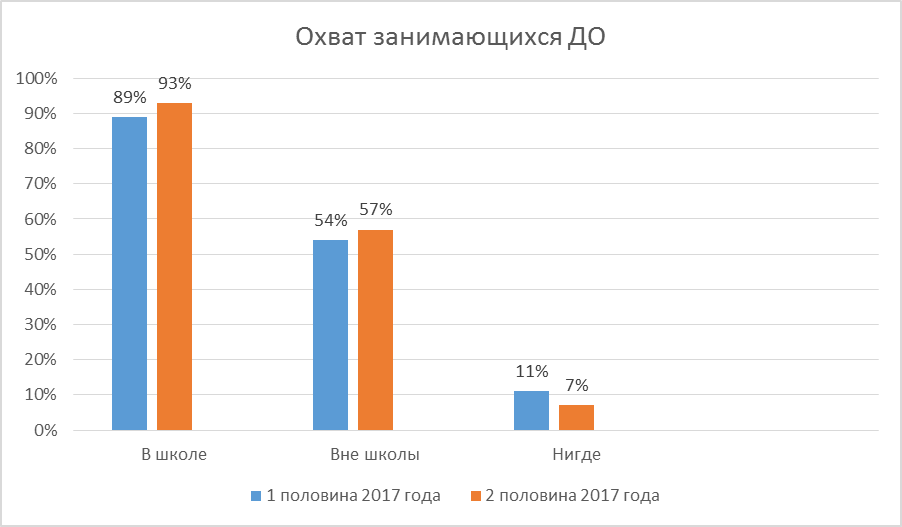 Охват занимающихся ДО
100%
90%
80%
70%
60%
50%
40%
30%
20%
10%
0%
89%
93%
54%
57%
11%
7%
В школе
Вне школы
Нигде
1 половина 2017 года
2 половина 2017 года